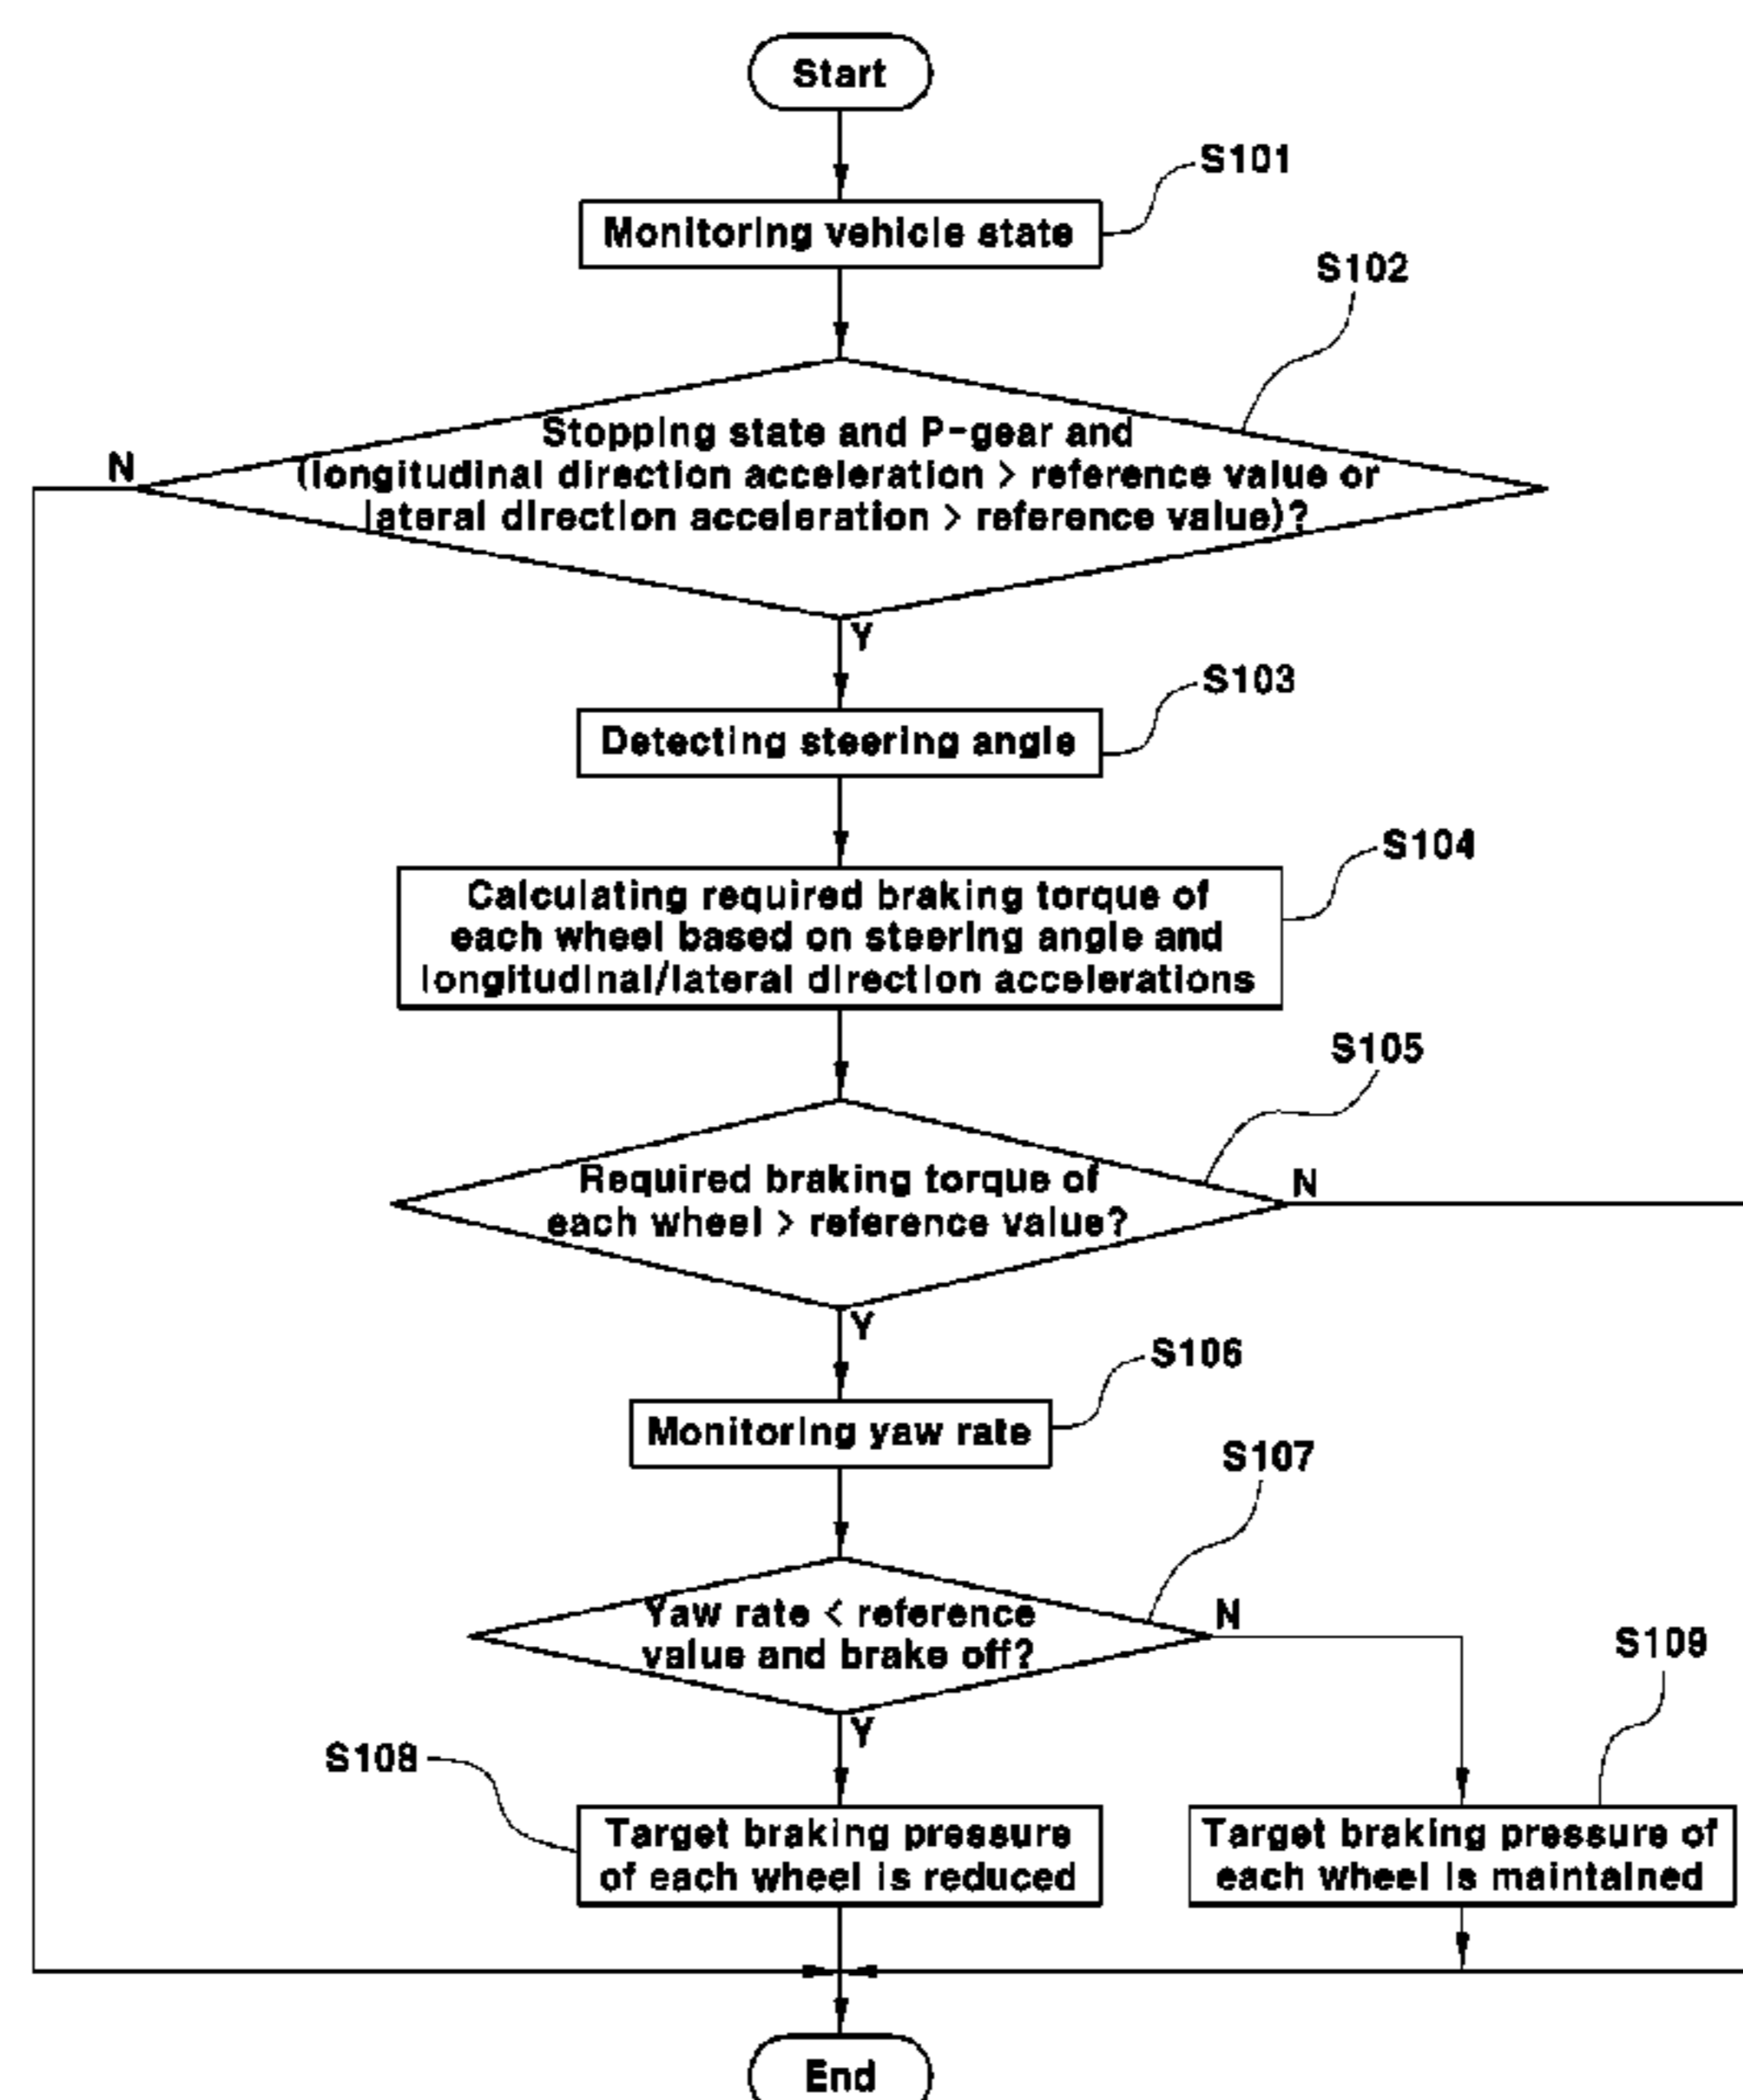 Start
S101
Monitoring vehicle state
S102
Stopping state and P-gear and
N
(longitudinal direction acceleration > reference value or
lateral direction acceleration > reference value)?
Y
S103
Detecting steering angle
S104
Calculating required braking torque of
each wheel based on steering angle and
longitudinal/lateral direction accelerations
S105
Required braking torque of
N
each wheel > reference value?
Y
S106
Monitoring yaw rate
S107
Yaw rate < reference
N
value and brake off?
S109
Y
S108
Target braking pressure
of each wheel is reduced
Target braking pressure of
each wheel is maintained
End